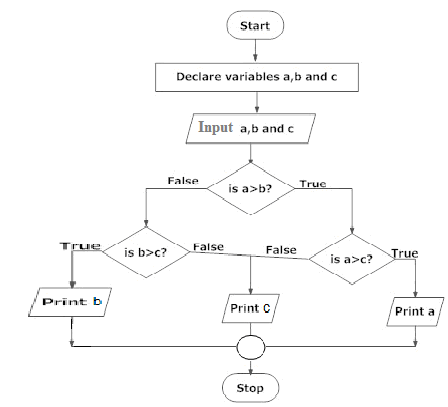 Start
Declare variables a,b and c
Input a,b and c
False
is a>b?
True
True
is b>c?
False
False
is a>c?
True
Print b
Print C
Print a
Stop